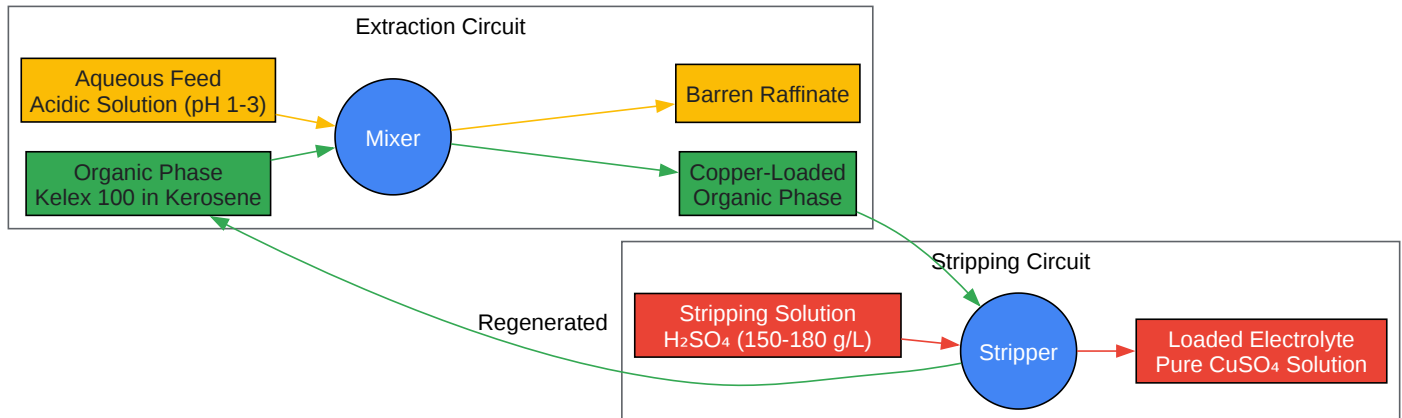 Extraction Circuit
Aqueous Feed
Acidic Solution (pH 1-3)
Mixer
Barren Raffinate
Organic Phase
Kelex 100 in Kerosene
Copper-Loaded
Organic Phase
Stripping Circuit
Regenerated
Stripping Solution
H₂SO₄ (150-180 g/L)
Stripper
Loaded Electrolyte
Pure CuSO₄ Solution